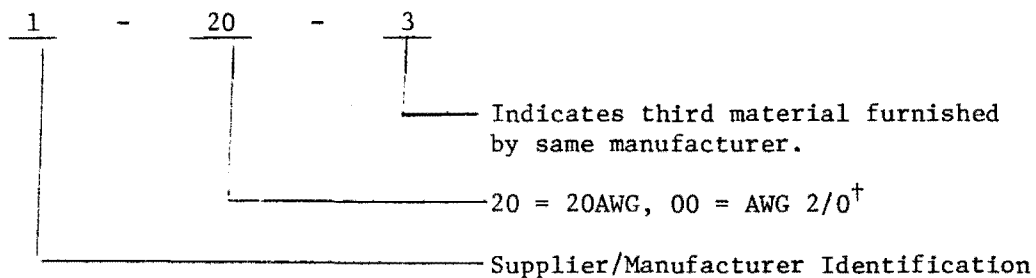 1 - 20 - 3
Indicates third material furnished
by same manufacturer.
20 = 20AWG, 00 = AWG 2/0†
Supplier/Manufacturer Identification